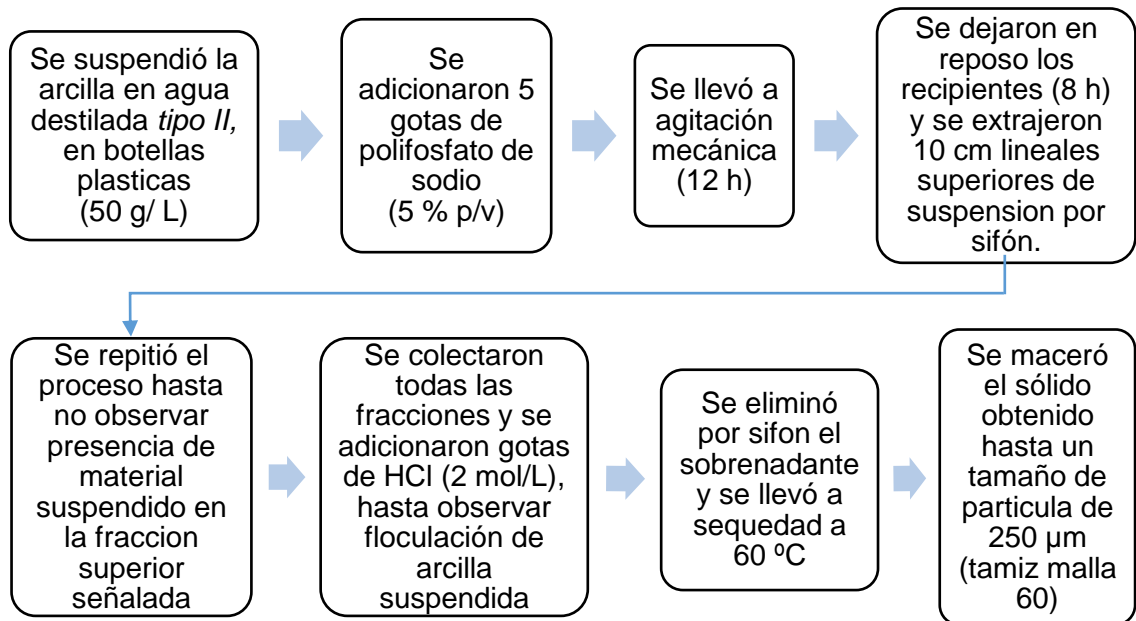 Se suspendió la
arcilla en agua
destilada tipo II,
en botellas
plasticas
(50 g/ L)
Se
adicionaron 5
gotas de
polifosfato de
sodio
(5 % p/v)
Se llevó a
agitación
mecánica
(12 h)
Se dejaron en
reposo los
recipientes (8 h)
y se extrajeron
10 cm lineales
superiores de
suspension por
sifón.
Se repitió el
proceso hasta
no observar
presencia de
material
suspendido en
la fraccion
superior
señalada
Se colectaron
todas las
fracciones y se
adicionaron gotas
de HCl (2 mol/L),
hasta observar
floculación de
arcilla
suspendida
Se eliminó
por sifon el
sobrenadante
y se llevó a
sequedad a
60 ºC
Se maceró
el sólido
obtenido
hasta un
tamaño de
particula de
250 µm
(tamiz malla
60)